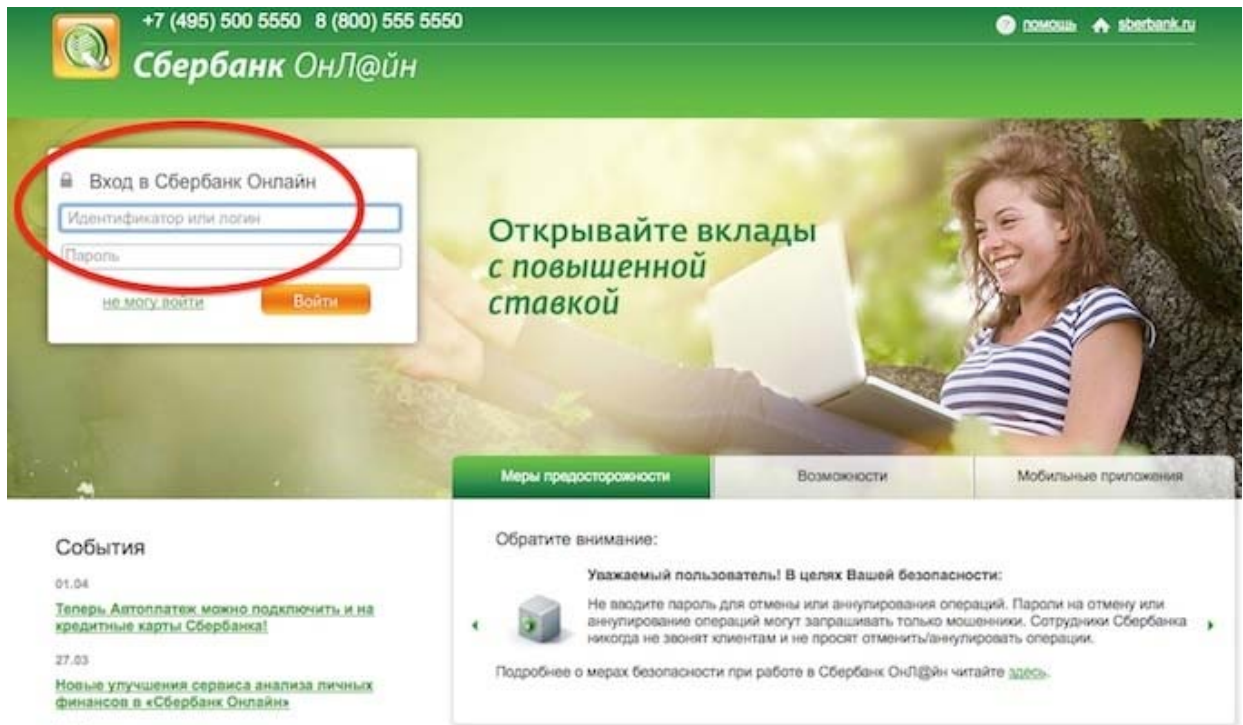 +7 (495) 500 5550 8 (800) 555 5550
помощь sberbank.ru
Сбербанк ОнЛ@йн
Вход в Сбербанк Онлайн
Идентификатор или логин
Пароль
не могу войти Войти
Открывайте вклады
с повышенной
ставкой
Меры предосторожности Возможности Мобильные приложения
События
01.04
Теперь Автоплатеж можно подключить и на
кредитные карты Сбербанка!
27.03
Новые улучшения сервиса анализа личных
финансов в «Сбербанк Онлайн»
Обратите внимание:
Уважаемый пользователь! В целях Вашей безопасности:
Не вводите пароль для отмены или аннулирования операций. Пароли на отмену или
аннулирование операций могут запрашивать только мошенники. Сотрудники Сбербанка
никогда не звонят клиентам и не просят отменить/аннулировать операции.
Подробнее о мерах безопасности при работе в Сбербанк ОнЛ@йн читайте здесь.